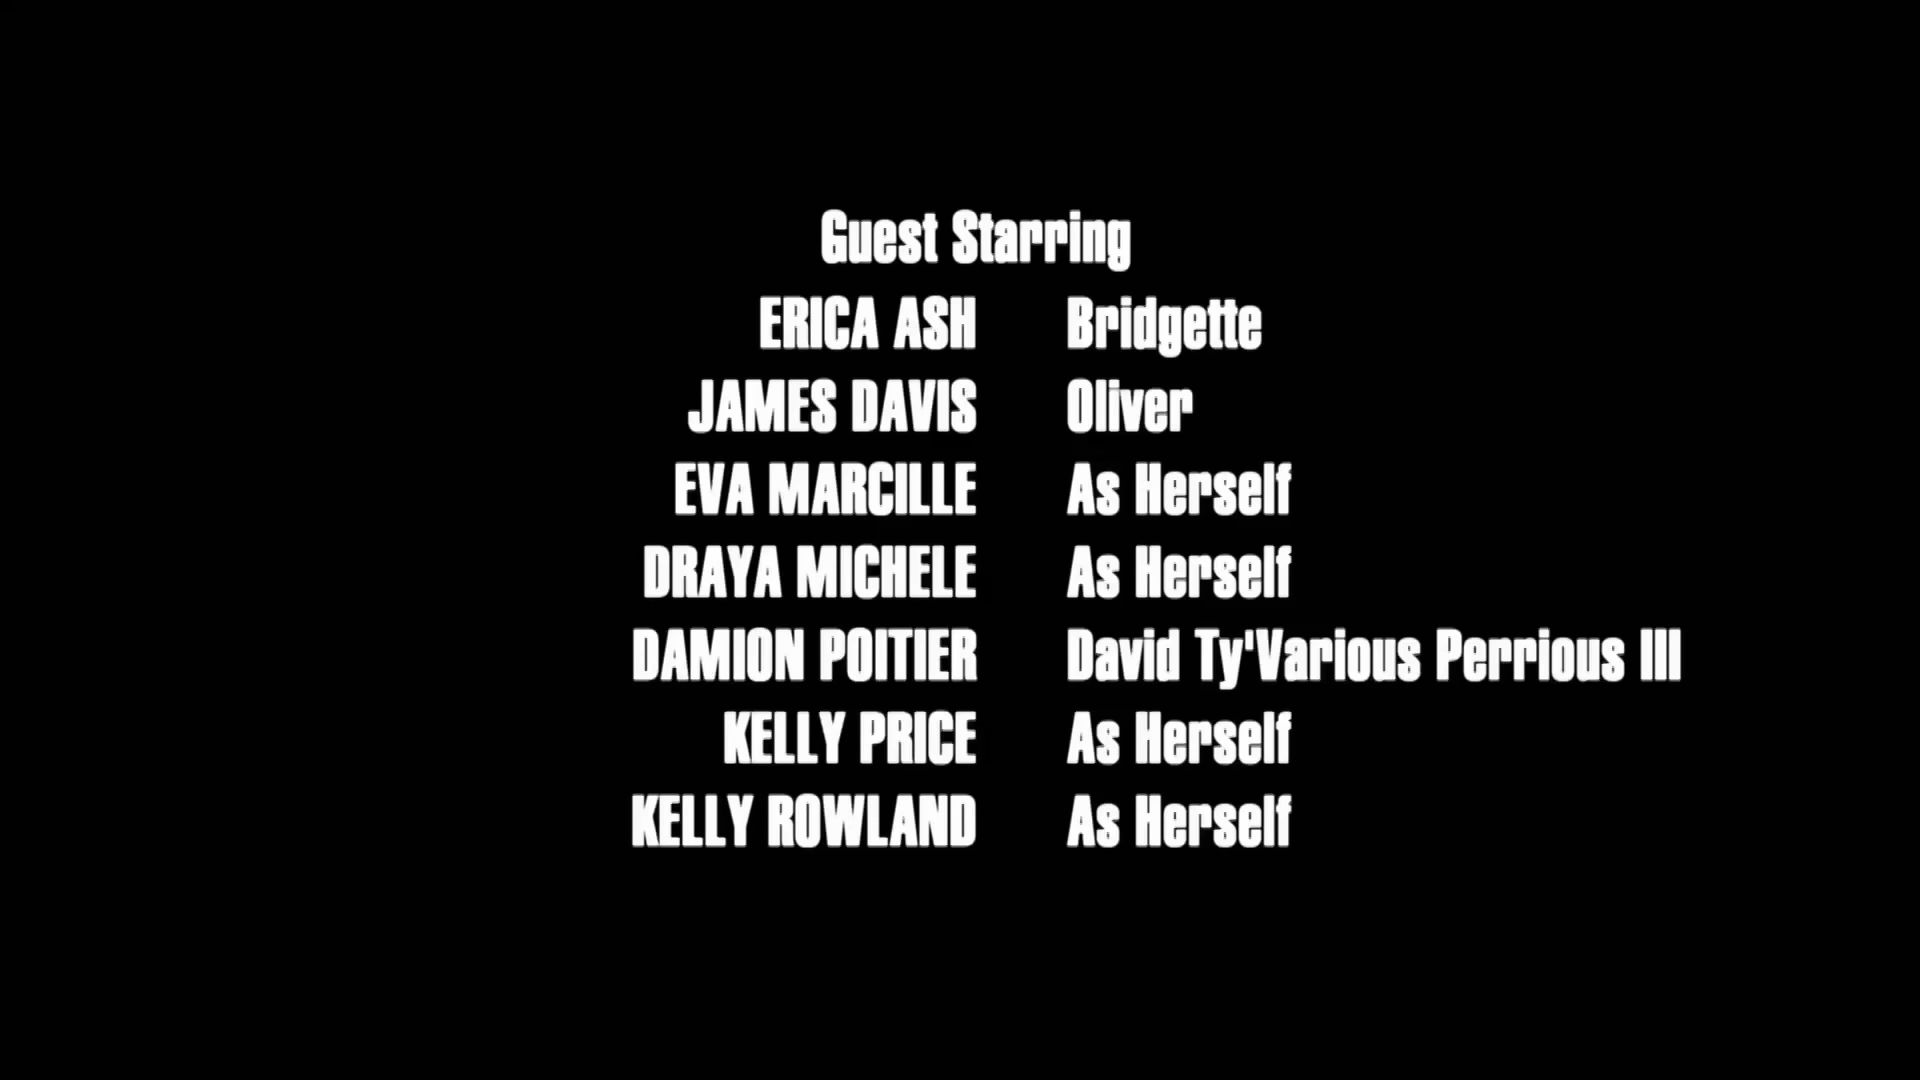 Guest Starring
ERICA ASH Bridgette
JAMES DAVIS Oliver
EVA MARCILLE As Herself
DRAYA MICHELE As Herself
DAMION POITIER David Ty'Various Perrious III
KELLY PRICE As Herself
KELLY ROWLAND As Herself